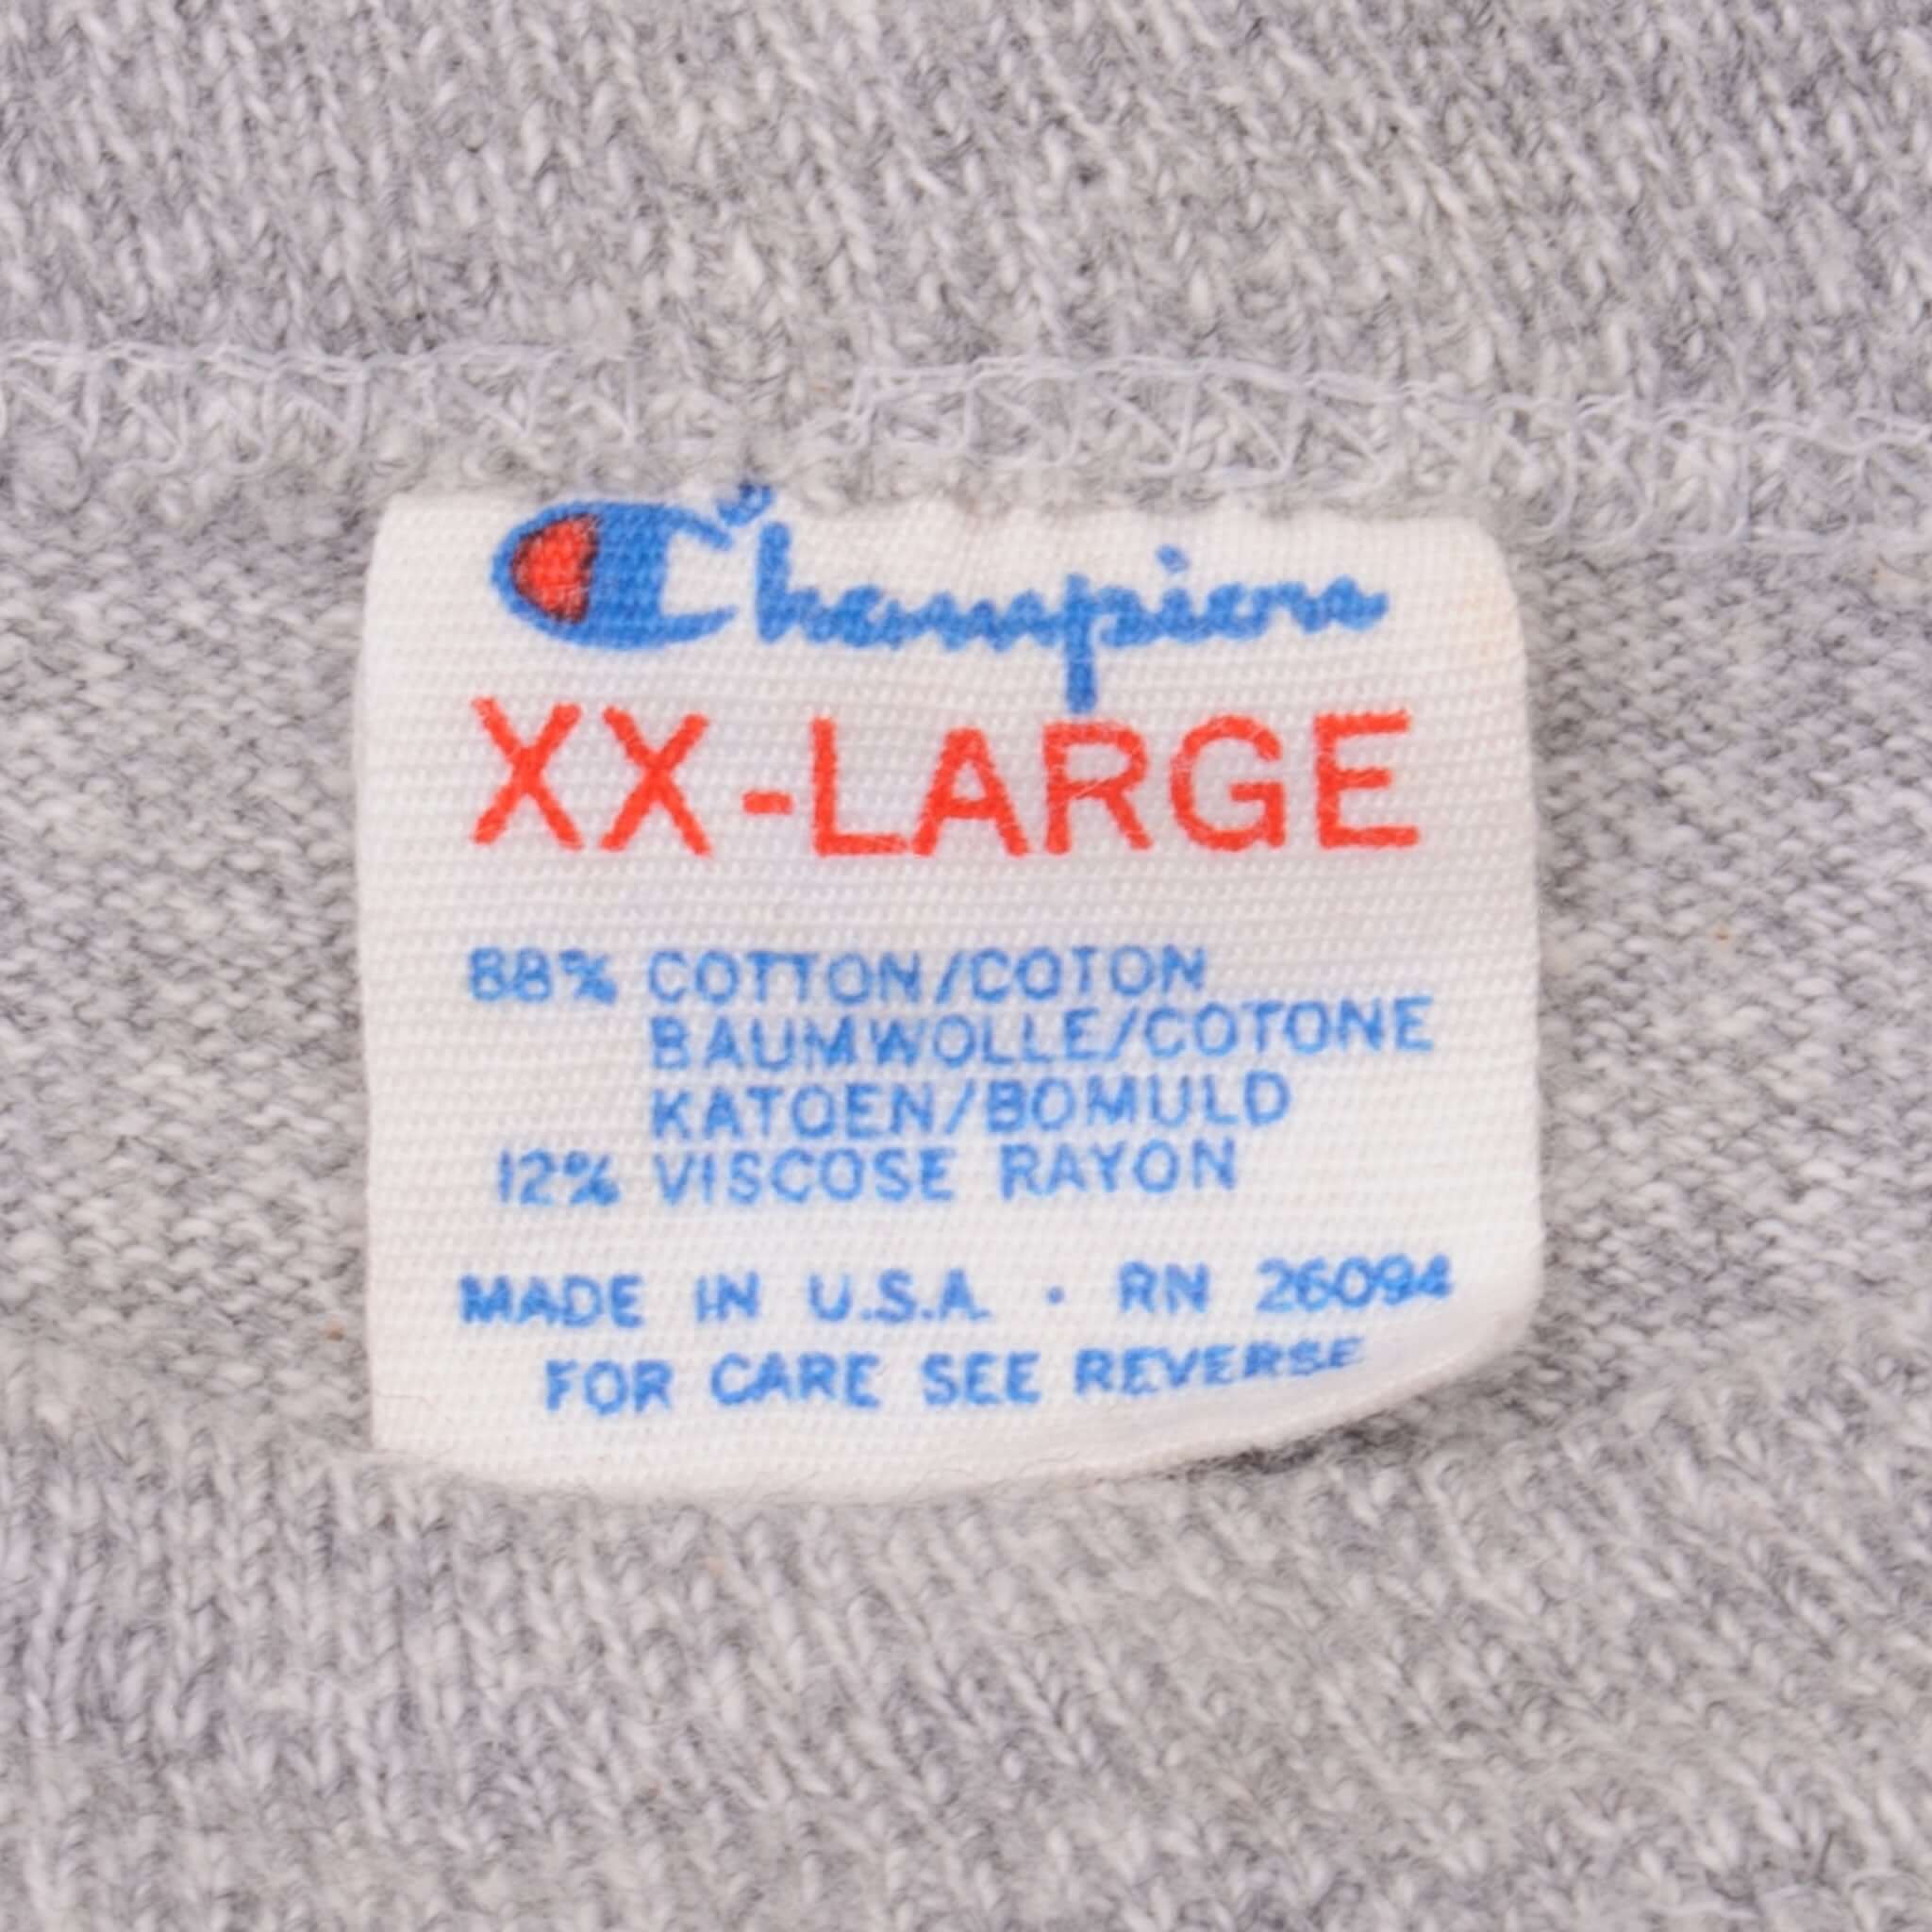 Champion
XX-LARGE
88% COTTON/COTON
BAUMWOLLE/COTONE
KATOEN/BOMULD
12% VISCOSE RAYON
MADE IN U.S.A. · RN 26094
FOR CARE SEE REVERSE